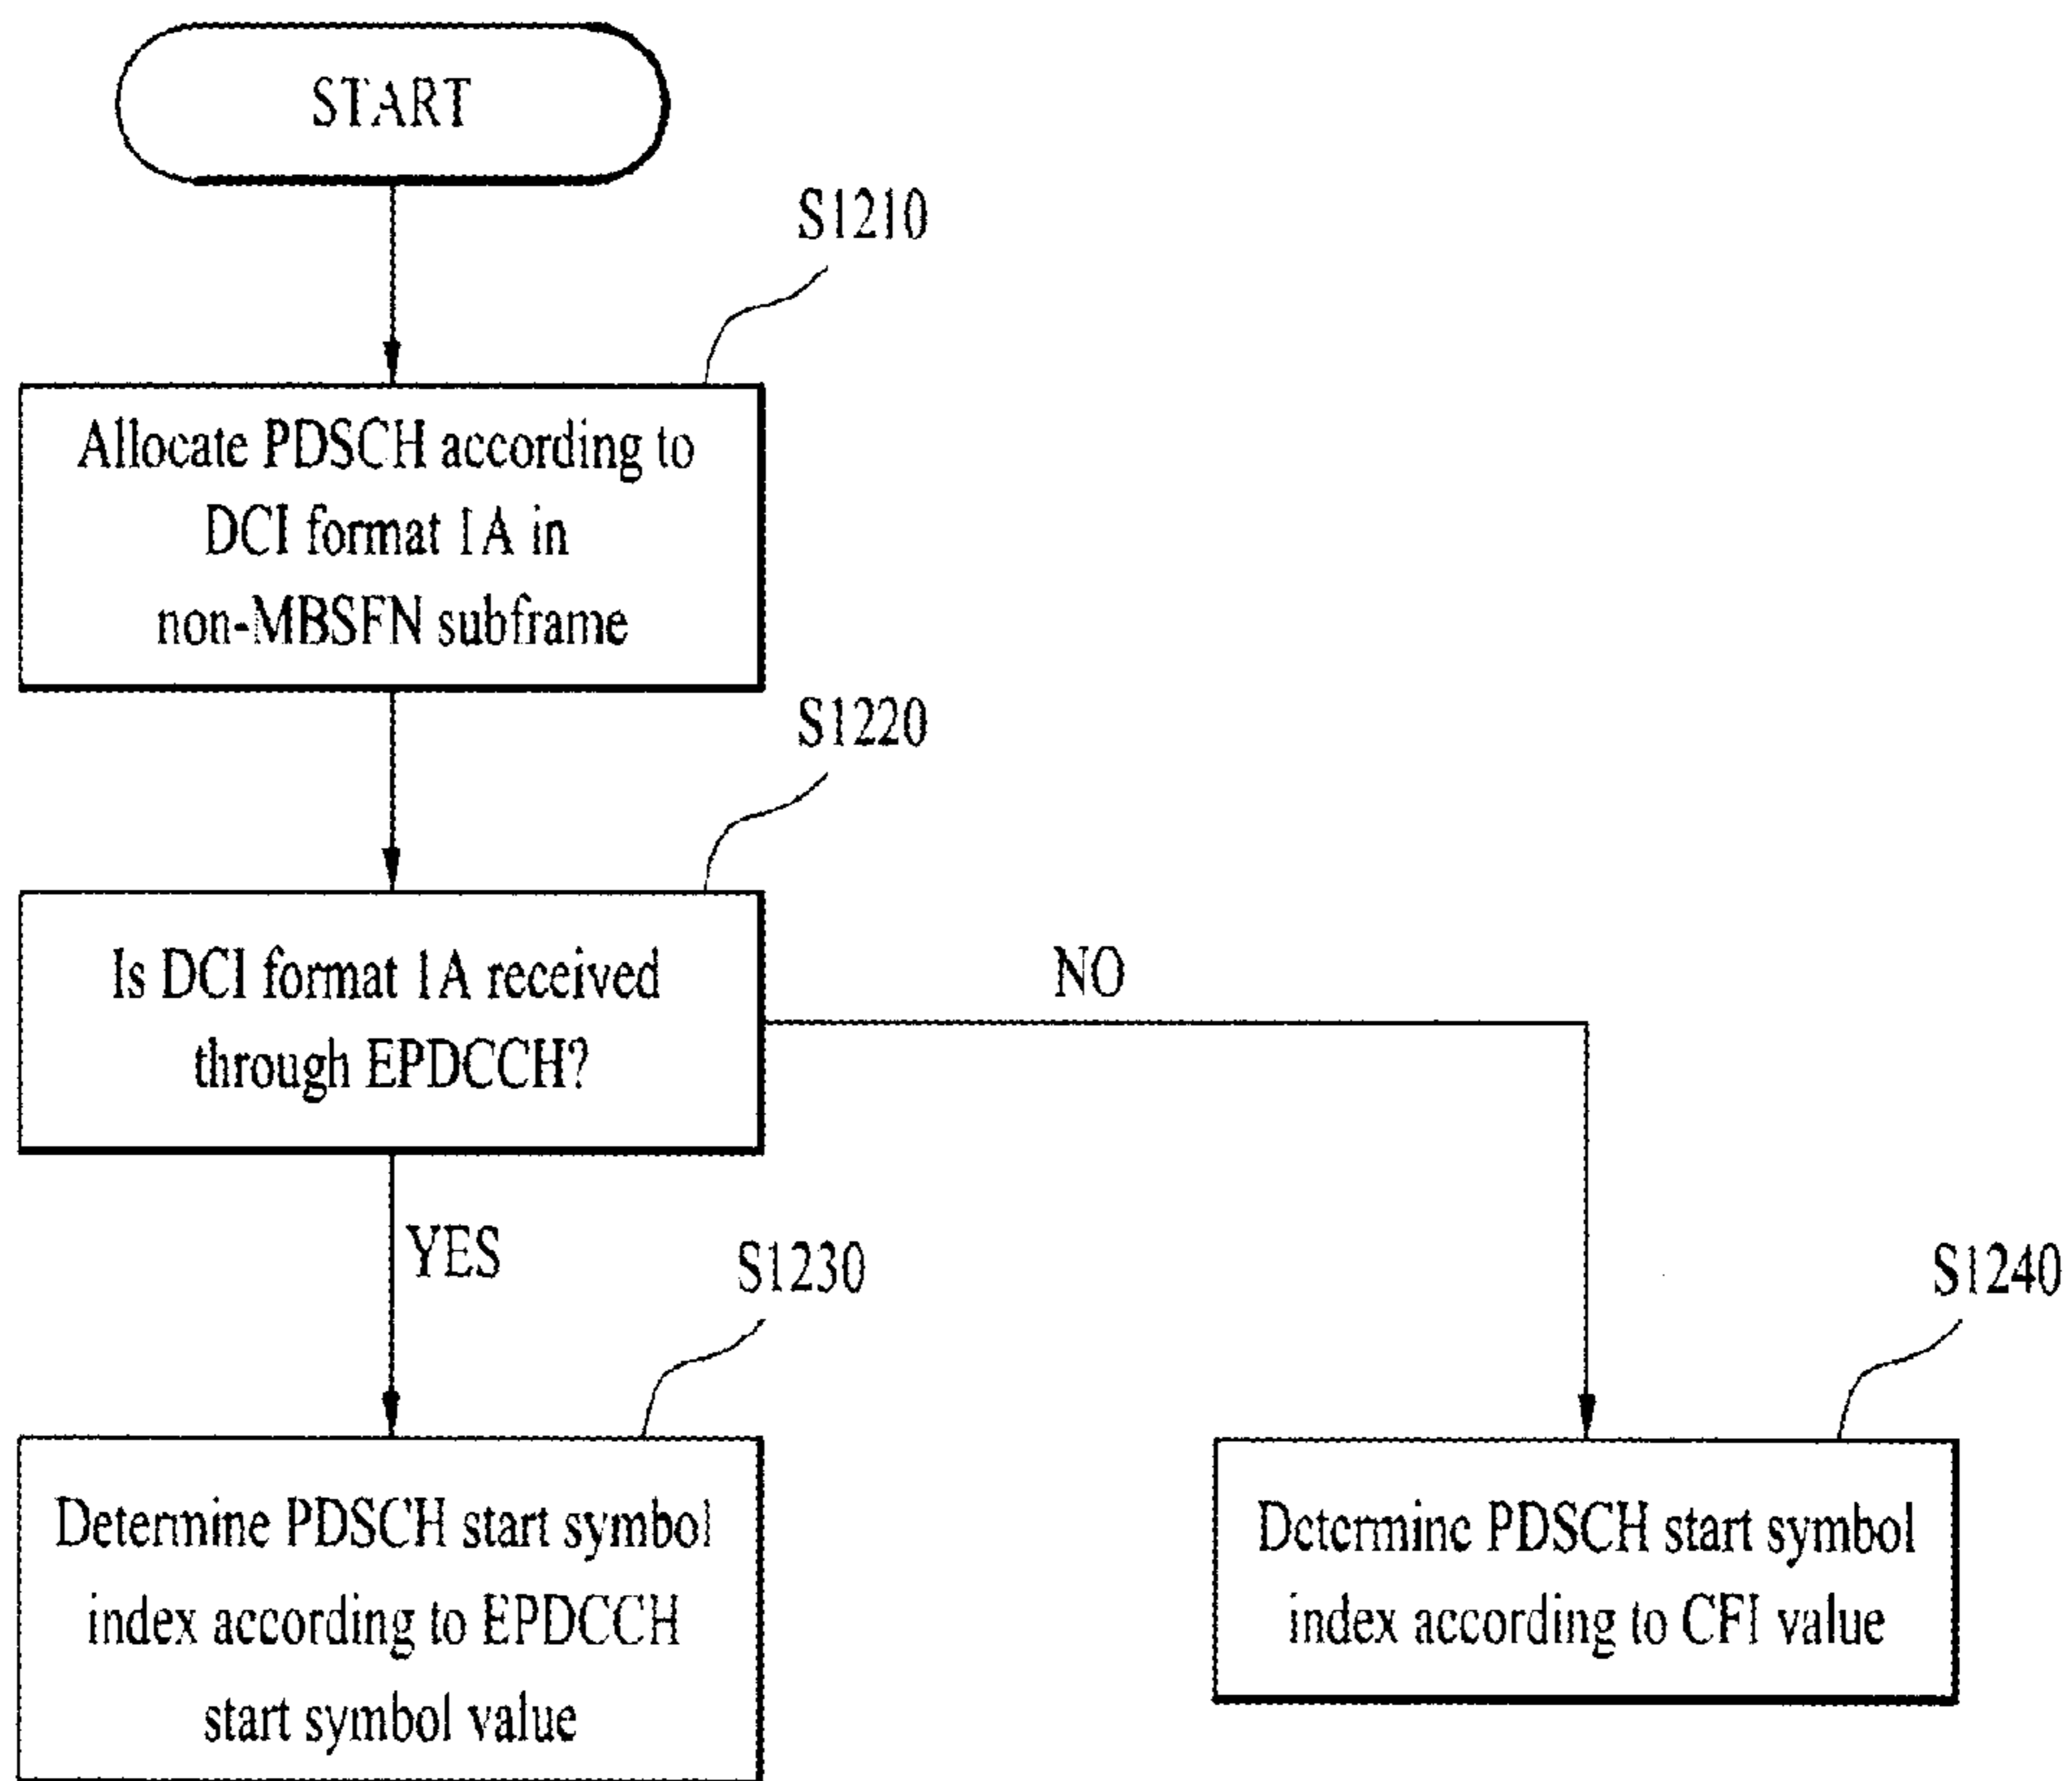 START
S1210
Allocate PDSCH according to
DCI format 1A in
non-MBSFN subframe
S1220
Is DCI format 1A received
through EPDCCH?
NO
YES
S1230
S1240
Determine PDSCH start symbol
index according to EPDCCH
start symbol value
Determine PDSCH start symbol
index according to CFI value